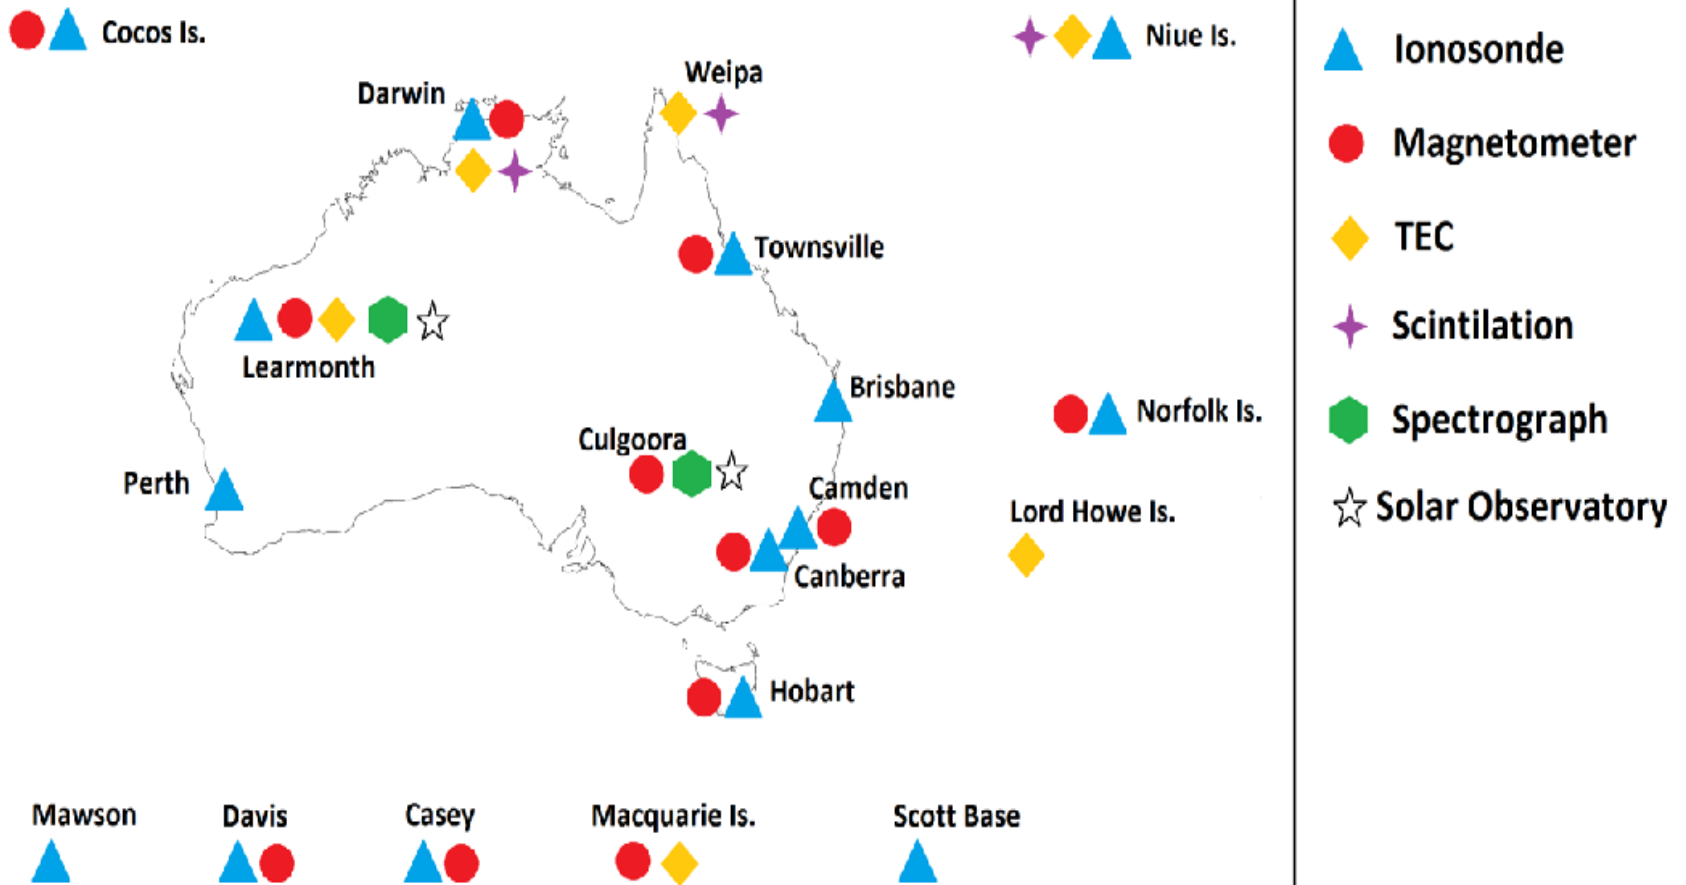 Cocos Is.
Niue Is.
Weipa
Darwin
Townsville
Learmonth
Brisbane
Norfolk Is.
Culgoora
Perth
Camden
Lord Howe Is.
Canberra
Hobart
Mawson
Davis
Casey
Macquarie Is.
Scott Base
Ionosonde
Magnetometer
TEC
Scintilation
Spectrograph
Solar Observatory